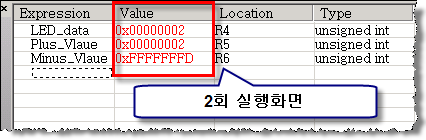 Expression Value Location Type
LED_data 0x00000002 R4 unsigned int
Plus_Vlaue 0x00000002 R5 unsigned int
Minus_Vlaue 0xFFFFFFFD R6 unsigned int
2회 실행화면